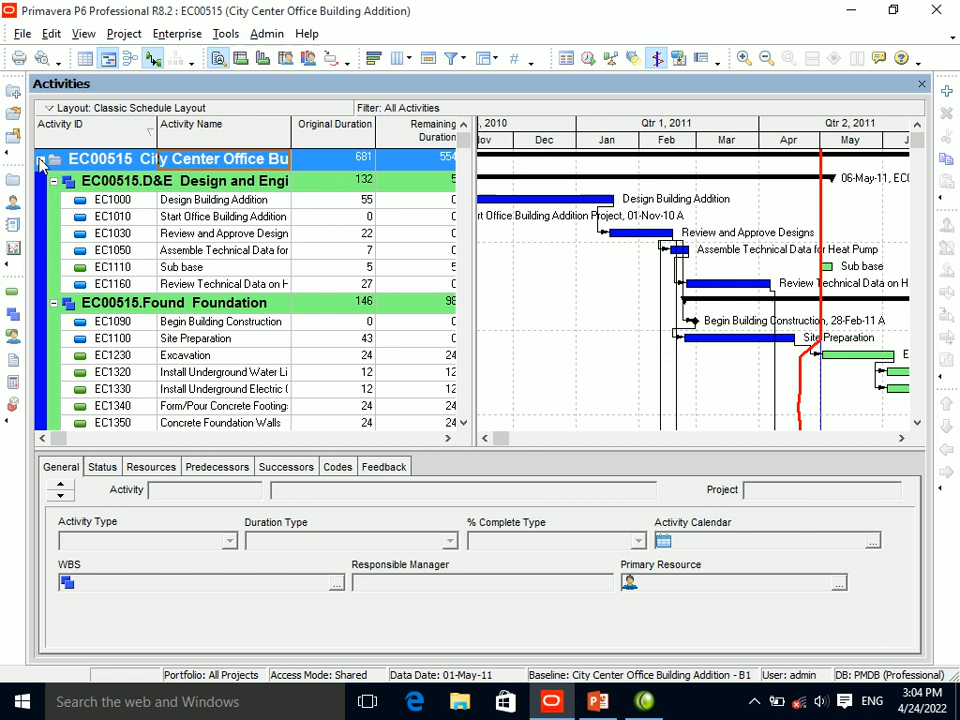 Primavera P6 Professional R8.2 : EC00515 (City Center Office Building Addition)
File Edit View Project Enterprise Tools Admin Help
Activities
Layout: Classic Schedule Layout Filter: All Activities
Activity ID Activity Name Original Duration Remaining Duration
, 2010 Qtr 1, 2011 Qtr 2, 2011
Nov Dec Jan Feb Mar Apr May
EC00515 City Center Office Bu 681 554
EC00515.D&E Design and Engi 132 5 06-May-11, EC0
EC1000 Design Building Addition 55 0 Design Building Addition
EC1010 Start Office Building Addition 0 0 rt Office Building Addition Project, 01-Nov-10 A
EC1030 Review and Approve Design 22 0 Review and Approve Designs
EC1050 Assemble Technical Data for 7 0 Assemble Technical Data for Heat Pump
EC1110 Sub base 5 5 Sub base
EC1160 Review Technical Data on H 27 0 Review Technical Data on H
EC00515.Found Foundation 146 98
EC1090 Begin Building Construction 0 0 Begin Building Construction, 28-Feb-11 A
EC1100 Site Preparation 43 0 Site Preparation
EC1230 Excavation 24 24 E
EC1320 Install Underground Water Li 12 12
EC1330 Install Underground Electric 12 12
EC1340 Form/Pour Concrete Footing 24 24
EC1350 Concrete Foundation Walls 24 24
General Status Resources Predecessors Successors Codes Feedback
Activity Project
Activity Type Duration Type % Complete Type Activity Calendar
WBS Responsible Manager Primary Resource
Portfolio: All Projects Access Mode: Shared Data Date: 01-May-11 Baseline: City Center Office Building Addition - B1 User: admin DB: PMDB (Professional)
Search the web and Windows
ENG
3:04 PM
4/24/2022